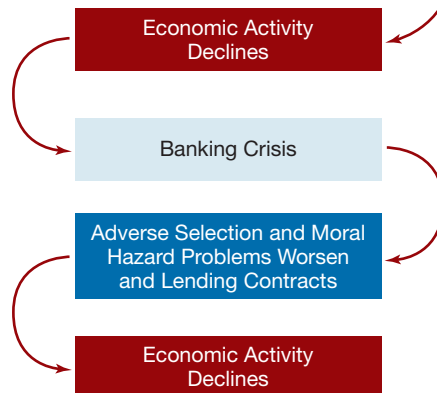 Economic Activity
Declines
Banking Crisis
Adverse Selection and Moral
Hazard Problems Worsen
and Lending Contracts
Economic Activity
Declines